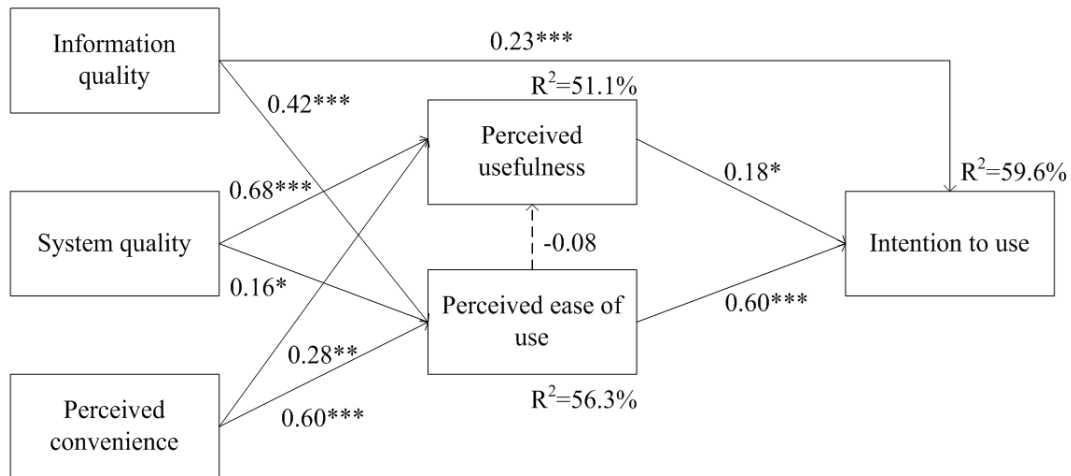 Information
quality
0.23***
R²=51.1%
0.42***
Perceived
usefulness
0.18*
R²=59.6%
0.68***
System quality
-0.08
Intention to use
0.16*
Perceived ease of
use
0.60***
0.28**
R²=56.3%
Perceived
convenience
0.60***